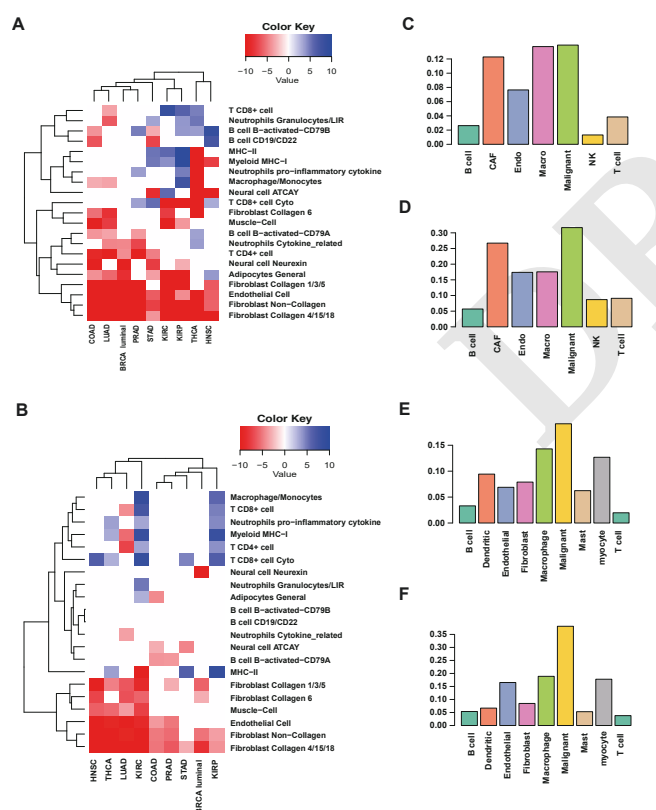 A
Color Key
−10 −5 0 5 10
Value
T CD8+ cell
Neutrophils Granulocytes/LIR
B cell B−activated−CD79B
B cell CD19/CD22
MHC−II
Myeloid MHC−I
Neutrophils pro−inflammatory cytokine
Macrophage/Monocytes
Neural cell ATCAY
T CD8+ cell Cyto
Fibroblast Collagen 6
Muscle−Cell
B cell B−activated−CD79A
Neutrophils Cytokine_related
T CD4+ cell
Neural cell Neurexin
Adipocytes General
Fibroblast Collagen 1/3/5
Endothelial Cell
Fibroblast Non−Collagen
Fibroblast Collagen 4/15/18
COAD
LUAD
BRCA luminal
PRAD
STAD
KIRC
KIRP
THCA
HNSC
B
Color Key
−10 −5 0 5 10
Value
Macrophage/Monocytes
T CD8+ cell
Neutrophils pro−inflammatory cytokine
Myeloid MHC−I
T CD4+ cell
T CD8+ cell Cyto
Neural cell Neurexin
Neutrophils Granulocytes/LIR
Adipocytes General
B cell B−activated−CD79B
B cell CD19/CD22
Neutrophils Cytokine_related
Neural cell ATCAY
B cell B−activated−CD79A
MHC−II
Fibroblast Collagen 1/3/5
Fibroblast Collagen 6
Muscle−Cell
Endothelial Cell
Fibroblast Non−Collagen
Fibroblast Collagen 4/15/18
HNSC
THCA
LUAD
KIRC
COAD
PRAD
STAD
BRCA luminal
KIRP
C
0.12
0.10
0.08
0.06
0.04
0.02
0.00
B cell
CAF
Endo
Macro
Malignant
NK
T cell
D
0.30
0.25
0.20
0.15
0.10
0.05
0.00
B cell
CAF
Endo
Macro
Malignant
NK
T cell
E
0.15
0.10
0.05
0.00
B cell
Dendritic
Endothelial
Fibroblast
Macrophage
Malignant
Mast
myocyte
T cell
F
0.35
0.30
0.25
0.20
0.15
0.10
0.05
0.00
B cell
Dendritic
Endothelial
Fibroblast
Macrophage
Malignant
Mast
myocyte
T cell